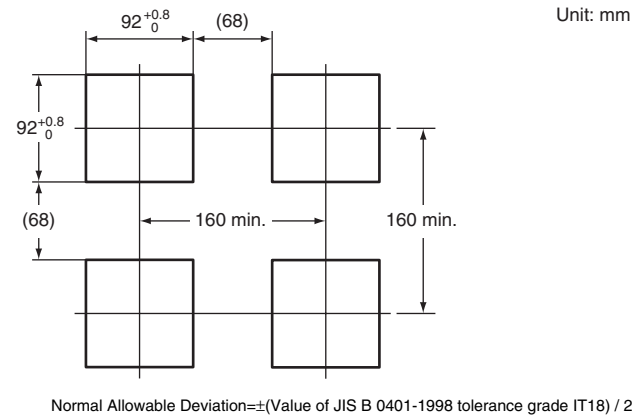 Unit: mm
92 +0.8 0
(68)
92 +0.8 0
(68)
160 min.
160 min.
Normal Allowable Deviation=±(Value of JIS B 0401-1998 tolerance grade IT18) / 2